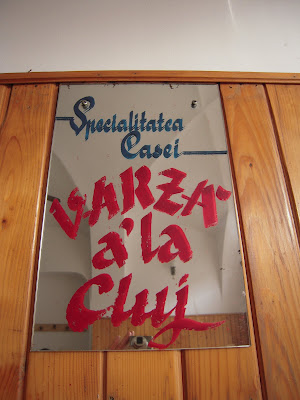 Specialitatea
Casei
VARZA-
a'la
Cluj